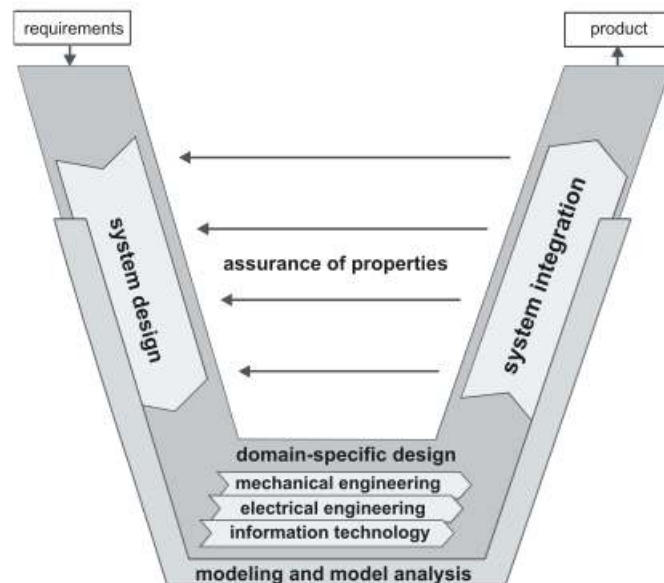 requirements
product
system design
assurance of properties
system integration
domain-specific design
mechanical engineering
electrical engineering
information technology
modeling and model analysis